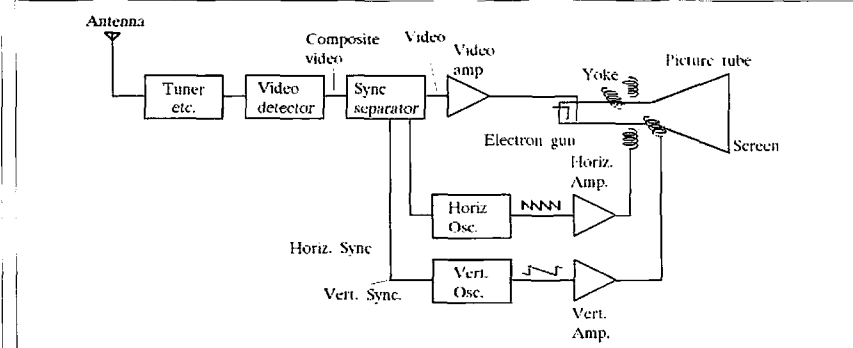 Antenna
Composite
video
Video
Video
amp
Yoke
Picture tube
Tuner
etc.
Video
detector
Sync
separator
Electron gun
Screen
Horiz.
Amp.
Horiz
Osc.
Horiz. Sync
Vert. Sync.
Vert.
Osc.
Vert.
Amp.